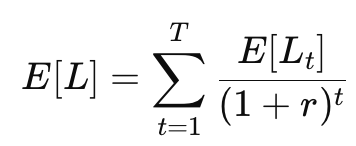 E[L] = \sum_{t=1}^{T} \frac{E[L_t]}{(1 + r)^t}